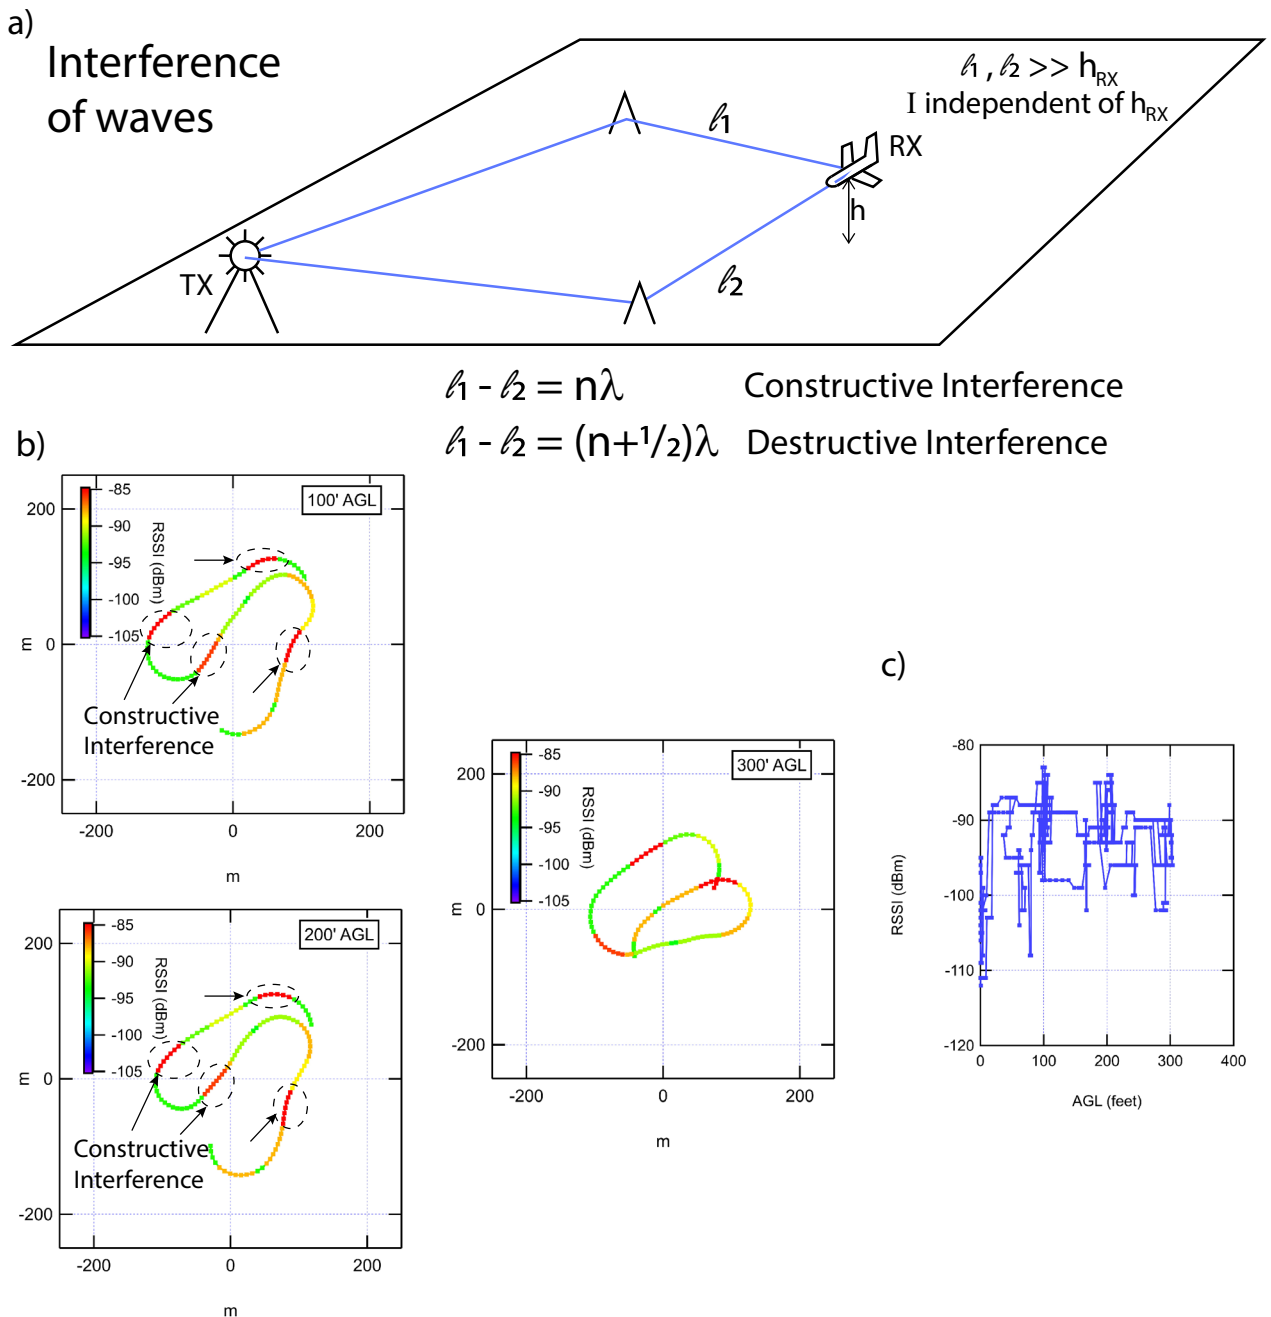 a)
Interference
of waves
ℓ1 , ℓ2 >> hRX
I independent of hRX
ℓ1
RX
h
TX
ℓ2
ℓ1 - ℓ2 = nλ Constructive Interference
ℓ1 - ℓ2 = (n+1/2)λ Destructive Interference
b)
100' AGL
-85
-90
-95
-100
-105
RSSI (dBm)
200
0
-200
m
Constructive
Interference
-200 0 200
m
200' AGL
-85
-90
-95
-100
-105
RSSI (dBm)
200
0
-200
m
Constructive
Interference
-200 0 200
m
300' AGL
-85
-90
-95
-100
-105
RSSI (dBm)
200
0
-200
m
-200 0 200
m
c)
-80
-90
-100
-110
-120
RSSI (dBm)
0 100 200 300 400
AGL (feet)